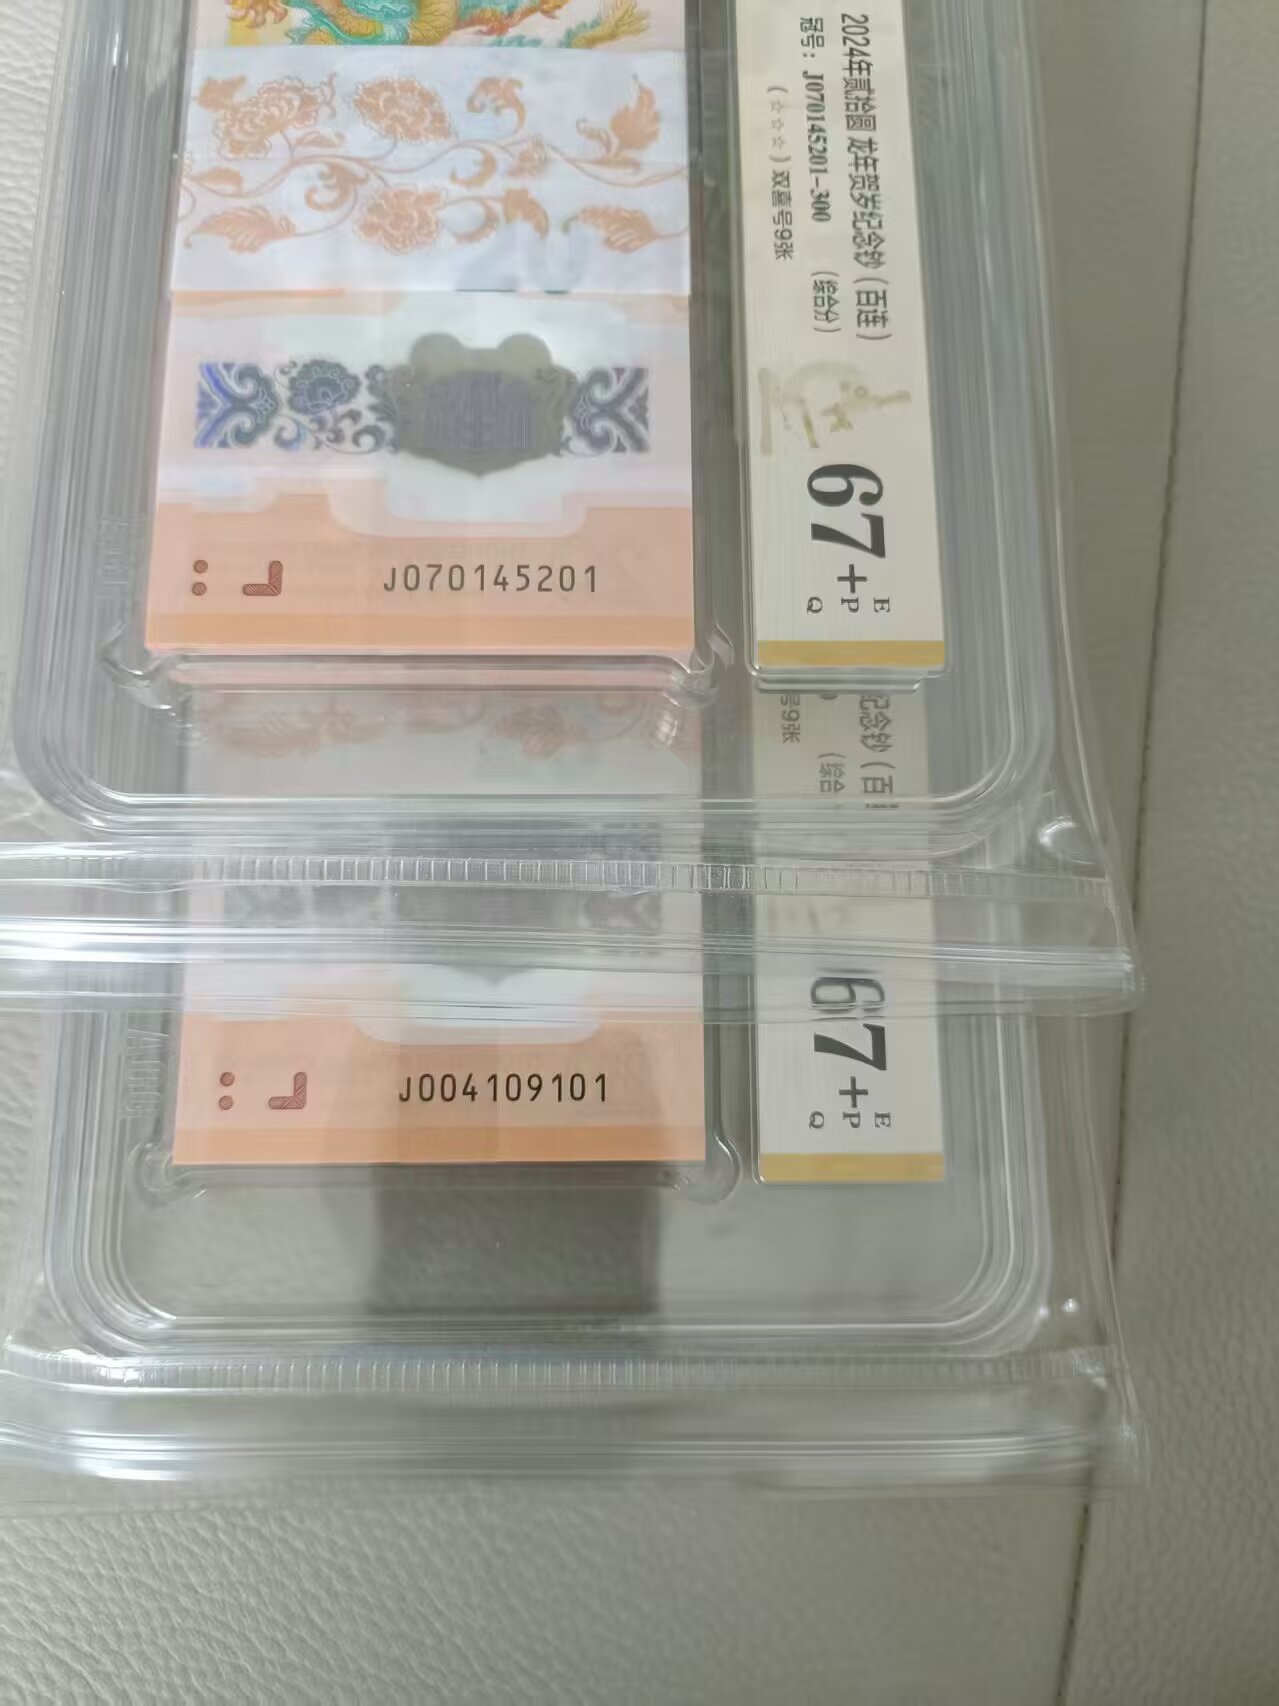 2024年贰拾圆 龙年贺岁纪念钞（百连）
冠号：J070145201-300 （综合分）
（☆☆☆）双喜号9张
67+
E
P
Q
J070145201
纪念钞（百
（综合
号9张
67+
E
P
Q
J004109101